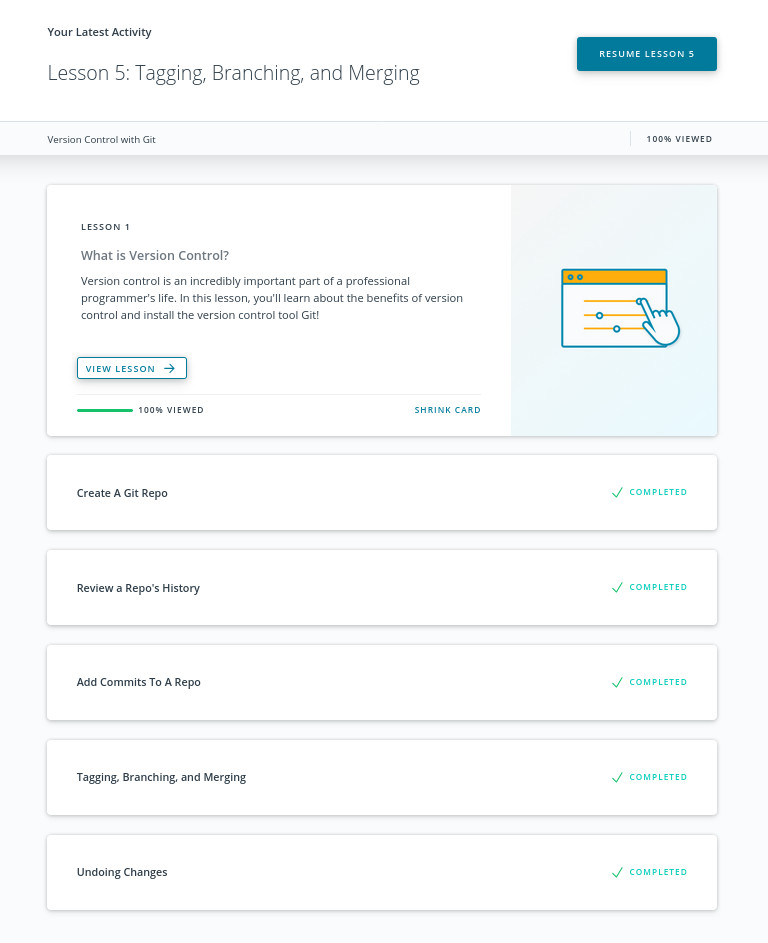 Your Latest Activity
RESUME LESSON 5
Lesson 5: Tagging, Branching, and Merging
Version Control with Git
100% VIEWED
LESSON 1
What is Version Control?
Version control is an incredibly important part of a professional
programmer's life. In this lesson, you'll learn about the benefits of version
control and install the version control tool Git!
VIEW LESSON
100% VIEWED
SHRINK CARD
Create A Git Repo
COMPLETED
Review a Repo's History
COMPLETED
Add Commits To A Repo
COMPLETED
Tagging, Branching, and Merging
COMPLETED
Undoing Changes
COMPLETED